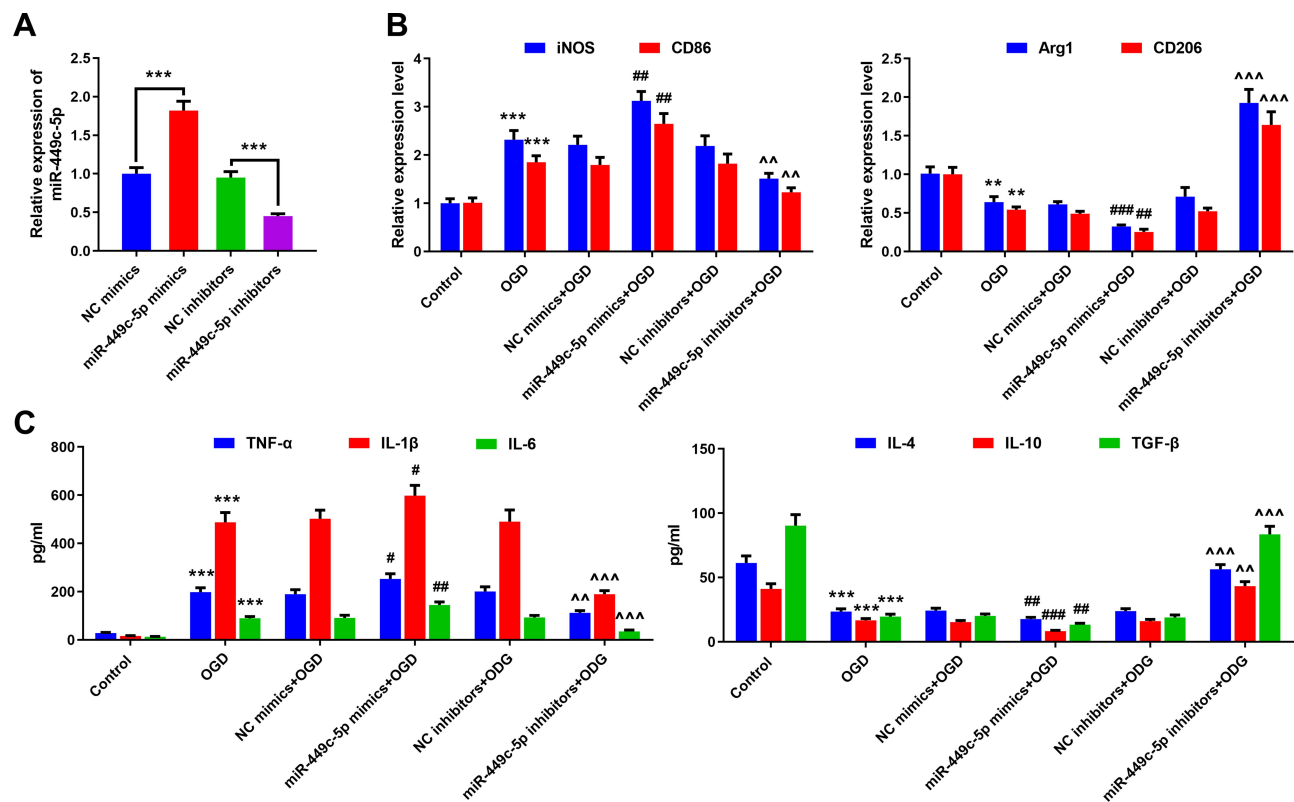 A
Relative expression of
miR-449c-5p
2.5
2.0
1.5
1.0
0.5
0.0
***
***
NC mimics
miR-449c-5p mimics
NC inhibitors
miR-449c-5p inhibitors
B
iNOS
CD86
Relative expression level
4
3
2
1
0
***
***
##
##
^^
^^
Control
OGD
NC mimics+OGD
miR-449c-5p mimics+OGD
NC inhibitors+OGD
miR-449c-5p inhibitors+OGD
Arg1
CD206
Relative expression level
2.5
2.0
1.5
1.0
0.5
0.0
**
**
###
##
^^^
^^^
Control
OGD
NC mimics+OGD
miR-449c-5p mimics+OGD
NC inhibitors+OGD
miR-449c-5p inhibitors+OGD
C
TNF-α
IL-1β
IL-6
pg/ml
800
600
400
200
0
***
***
***
#
#
##
^^
^^^
^^^
Control
OGD
NC mimics+OGD
miR-449c-5p mimics+OGD
NC inhibitors+ODG
miR-449c-5p inhibitors+ODG
IL-4
IL-10
TGF-β
pg/ml
150
100
50
0
***
***
***
##
###
##
^^^
^^
^^^
Control
OGD
NC mimics+OGD
miR-449c-5p mimics+OGD
NC inhibitors+ODG
miR-449c-5p inhibitors+ODG